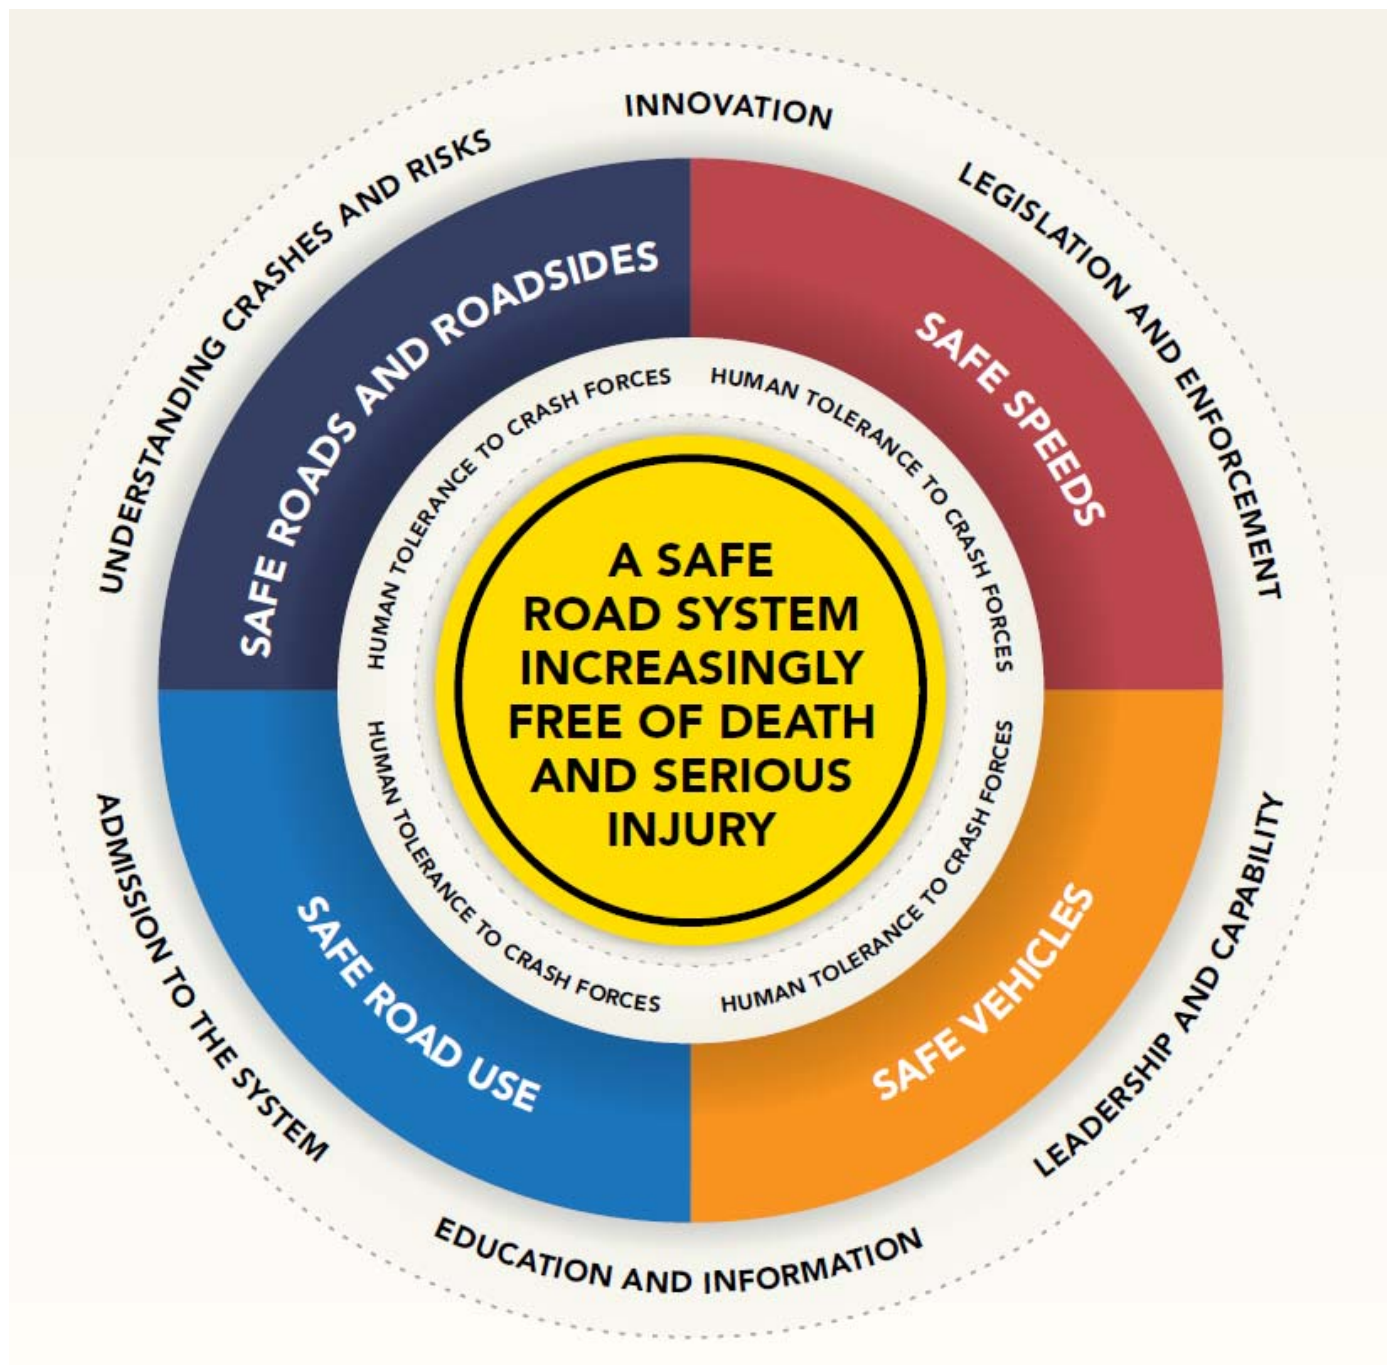 INNOVATION
LEGISLATION AND ENFORCEMENT
LEADERSHIP AND CAPABILITY
EDUCATION AND INFORMATION
ADMISSION TO THE SYSTEM
UNDERSTANDING CRASHES AND RISKS
SAFE ROADS AND ROADSIDES
SAFE SPEEDS
SAFE VEHICLES
SAFE ROAD USE
HUMAN TOLERANCE TO CRASH FORCES
HUMAN TOLERANCE TO CRASH FORCES
HUMAN TOLERANCE TO CRASH FORCES
HUMAN TOLERANCE TO CRASH FORCES
A SAFE
ROAD SYSTEM
INCREASINGLY
FREE OF DEATH
AND SERIOUS
INJURY